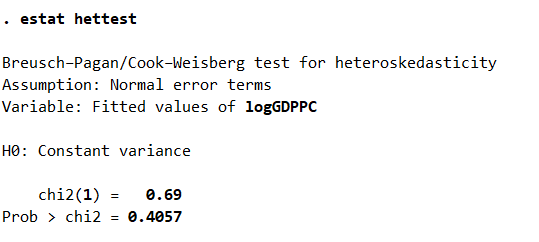 . estat hettest
Breusch–Pagan/Cook–Weisberg test for heteroskedasticity
Assumption: Normal error terms
Variable: Fitted values of logGDPPC
H0: Constant variance
chi2(1) = 0.69
Prob > chi2 = 0.4057